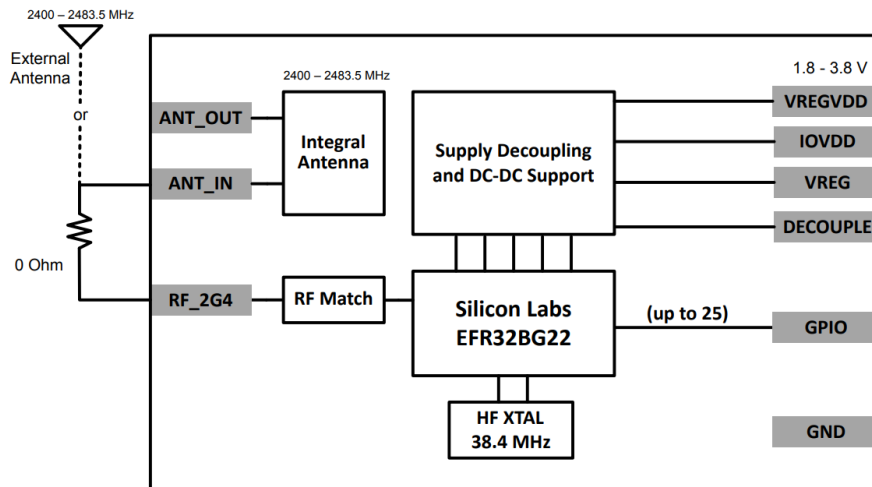 2400 – 2483.5 MHz
External
Antenna
or
0 Ohm
ANT_OUT
ANT_IN
RF_2G4
2400 – 2483.5 MHz
Integral
Antenna
RF Match
Supply Decoupling
and DC-DC Support
Silicon Labs
EFR32BG22
HF XTAL
38.4 MHz
(up to 25)
1.8 - 3.8 V
VREGVDD
IOVDD
VREG
DECOUPLE
GPIO
GND